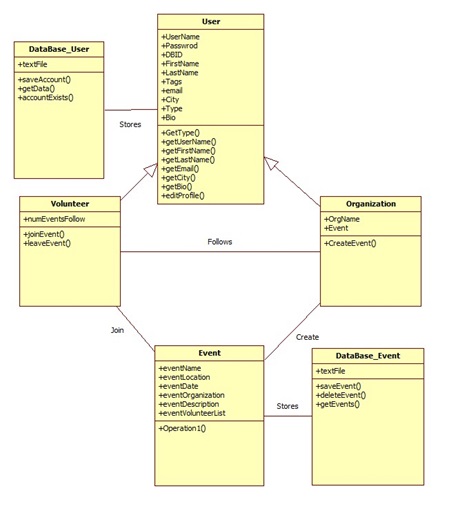 User
+UserName
+Passwrod
+DBID
+FirstName
+LastName
+Tags
+email
+City
+Type
+Bio
+GetType()
+getUserName()
+getFirstName()
+getLastName()
+getEmail()
+getCity()
+getBio()
+editProfile()
DataBase_User
+textFile
+saveAccount()
+getData()
+accountExists()
Stores
Volunteer
+numEventsFollow
+joinEvent()
+leaveEvent()
Follows
Organization
+OrgName
+Event
+CreateEvent()
Join
Create
Event
+eventName
+eventLocation
+eventDate
+eventOrganization
+eventDescription
+eventVolunteerList
+Operation1()
Stores
DataBase_Event
+textFile
+saveEvent()
+deleteEvent()
+getEvents()